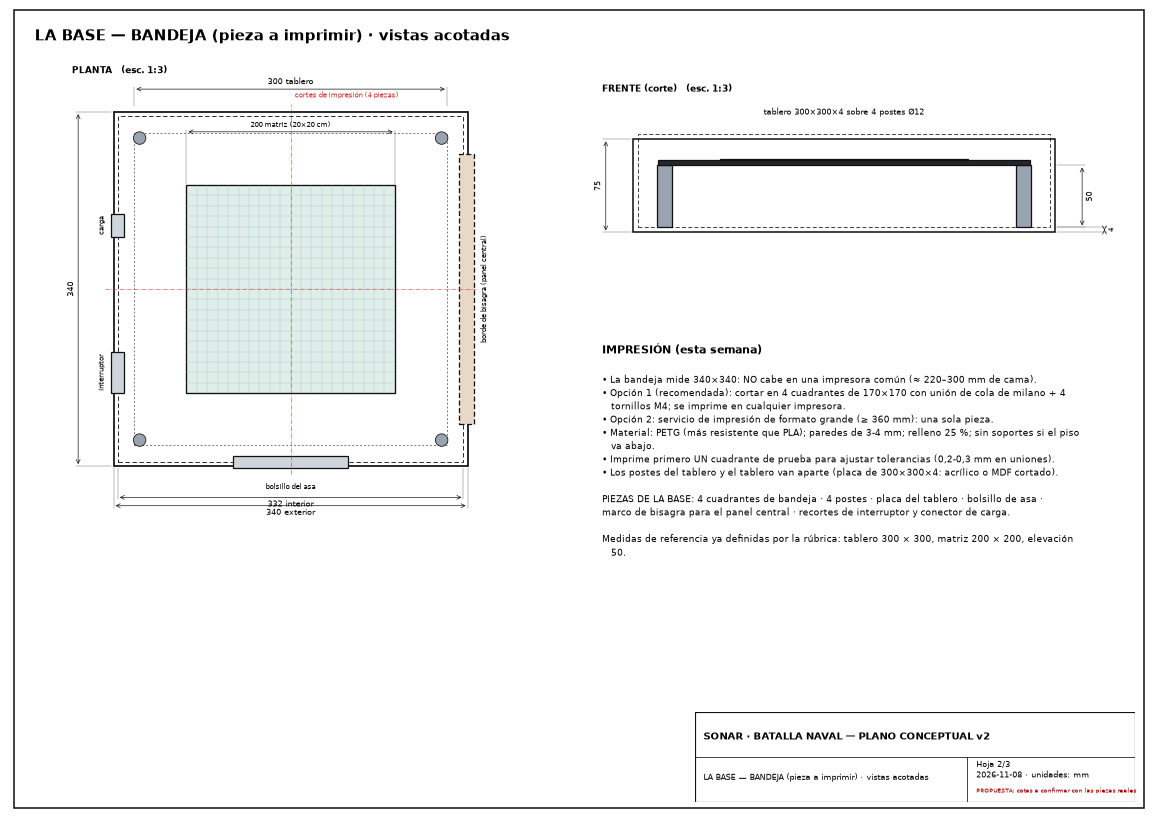 LA BASE — BANDEJA (pieza a imprimir) · vistas acotadas
PLANTA (esc. 1:3)
300 tablero
cortes de impresión (4 piezas)
200 matriz (20×20 cm)
carga
340
interruptor
borde de bisagra (panel central)
bolsillo del asa
332 interior
340 exterior
FRENTE (corte) (esc. 1:3)
tablero 300×300×4 sobre 4 postes Ø12
75
50
4
IMPRESIÓN (esta semana)
• La bandeja mide 340×340: NO cabe en una impresora común (≈ 220–300 mm de cama).
• Opción 1 (recomendada): cortar en 4 cuadrantes de 170×170 con unión de cola de milano + 4
tornillos M4; se imprime en cualquier impresora.
• Opción 2: servicio de impresión de formato grande (≥ 360 mm): una sola pieza.
• Material: PETG (más resistente que PLA); paredes de 3-4 mm; relleno 25 %; sin soportes si el piso
va abajo.
• Imprime primero UN cuadrante de prueba para ajustar tolerancias (0,2-0,3 mm en uniones).
• Los postes del tablero y el tablero van aparte (placa de 300×300×4: acrílico o MDF cortado).
PIEZAS DE LA BASE: 4 cuadrantes de bandeja · 4 postes · placa del tablero · bolsillo de asa ·
marco de bisagra para el panel central · recortes de interruptor y conector de carga.
Medidas de referencia ya definidas por la rúbrica: tablero 300 × 300, matriz 200 × 200, elevación
50.
SONAR · BATALLA NAVAL — PLANO CONCEPTUAL v2
LA BASE — BANDEJA (pieza a imprimir) · vistas acotadas
Hoja 2/3
2026-11-08 · unidades: mm
PROPUESTA: cotas a confirmar con las piezas reales